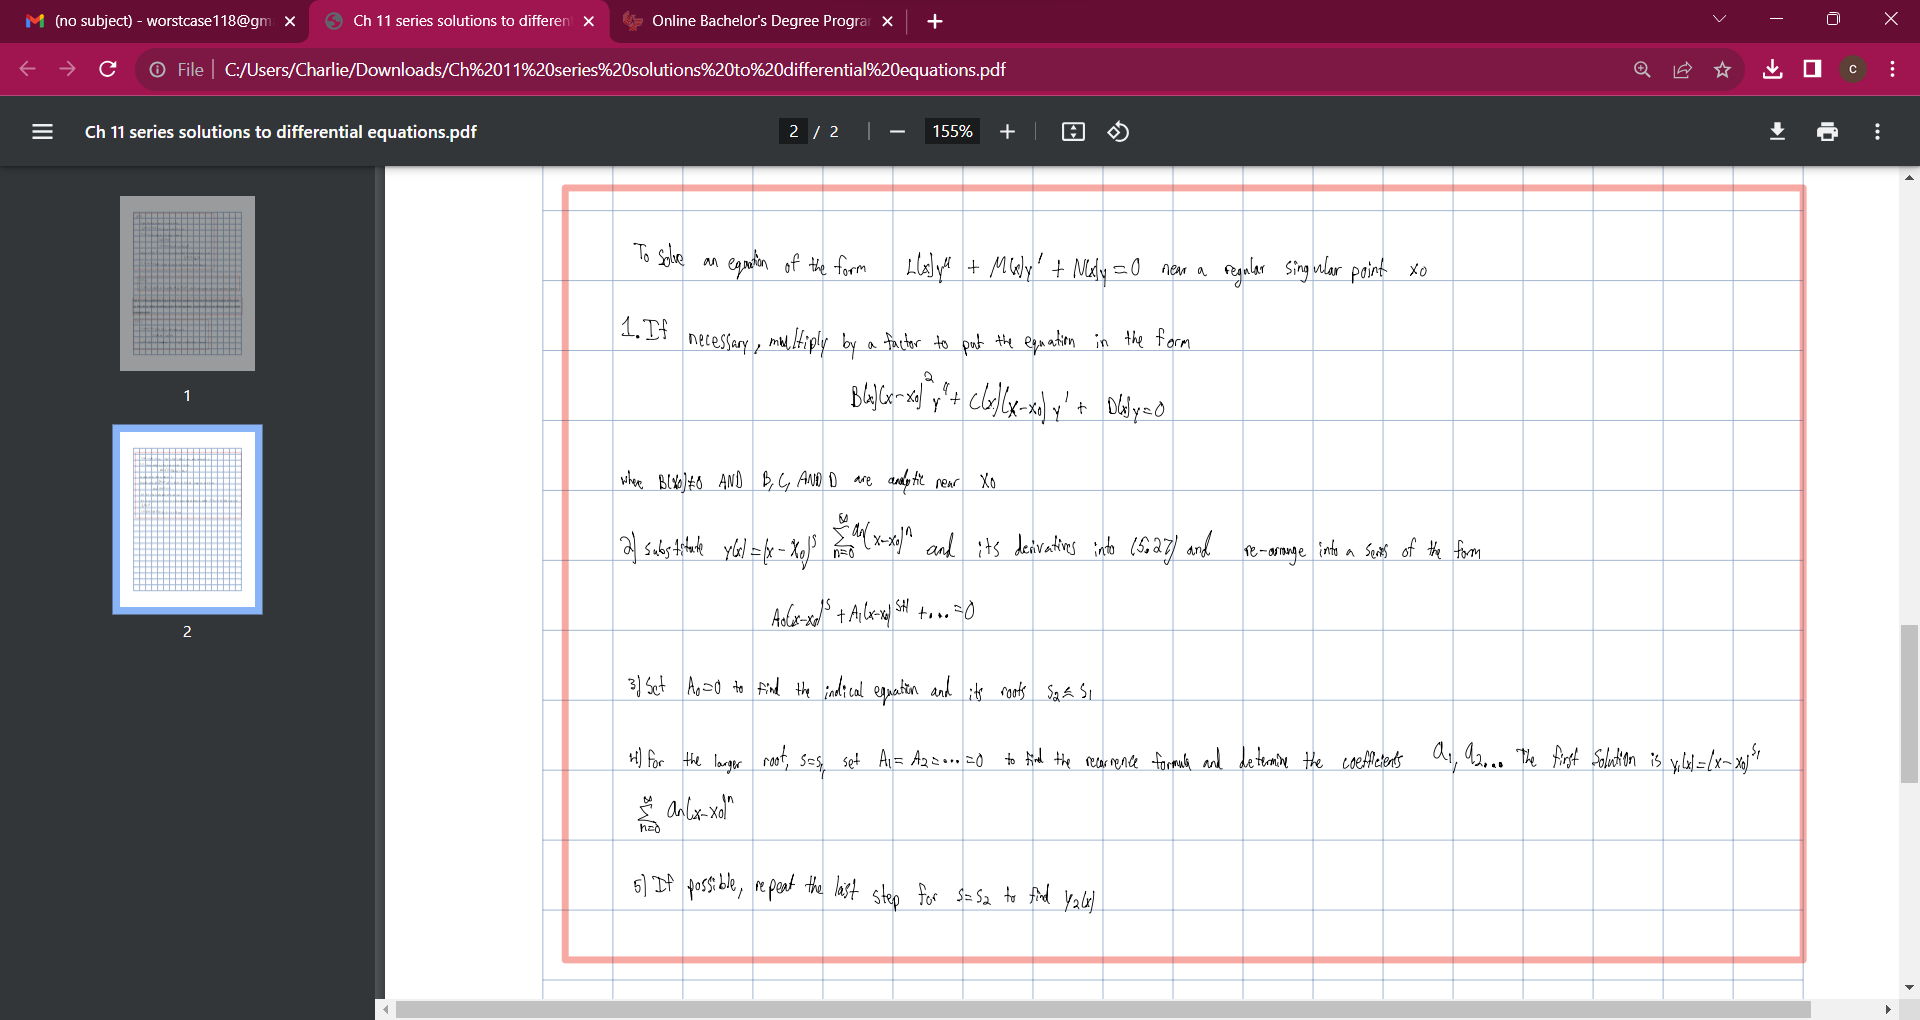 (no subject) - worstcase118@gm
Ch 11 series solutions to differen
Online Bachelor's Degree Progra
File
C:/Users/Charlie/Downloads/Ch%2011%20series%20solutions%20to%20differential%20equations.pdf
c
Ch 11 series solutions to differential equations.pdf
2 / 2
155%
1
2
To Solve an equation of the form L(x)y'' + M(x)y' + N(x)y = 0 near a regular singular point x0
1. If necessary, multiply by a factor to put the equation in the form
B(x)(x-x0)^2 y'' + C(x)(x-x0) y' + D(x)y = 0
where B(x0)≠0 AND B, C, AND D are analytic near x0
2) substitute y(x) = (x-x0)^s ∑_{n=0}^∞ an(x-x0)^n and its derivatives into (5.27) and re-arrange into a series of the form
A0(x-x0)^s + A1(x-x0)^{s+1} + ... = 0
3) Set A0=0 to find the indical equation and its roots s2 ≤ s1
4) For the larger root, s=s1, set A1 = A2 = ... = 0 to find the recurrence formula and determine the coefficients a1, a2... The first solution is y1(x) = (x-x0)^{s1}
∑_{n=0}^∞ an(x-x0)^n
5) If possible, repeat the last step for s=s2 to find y2(x)